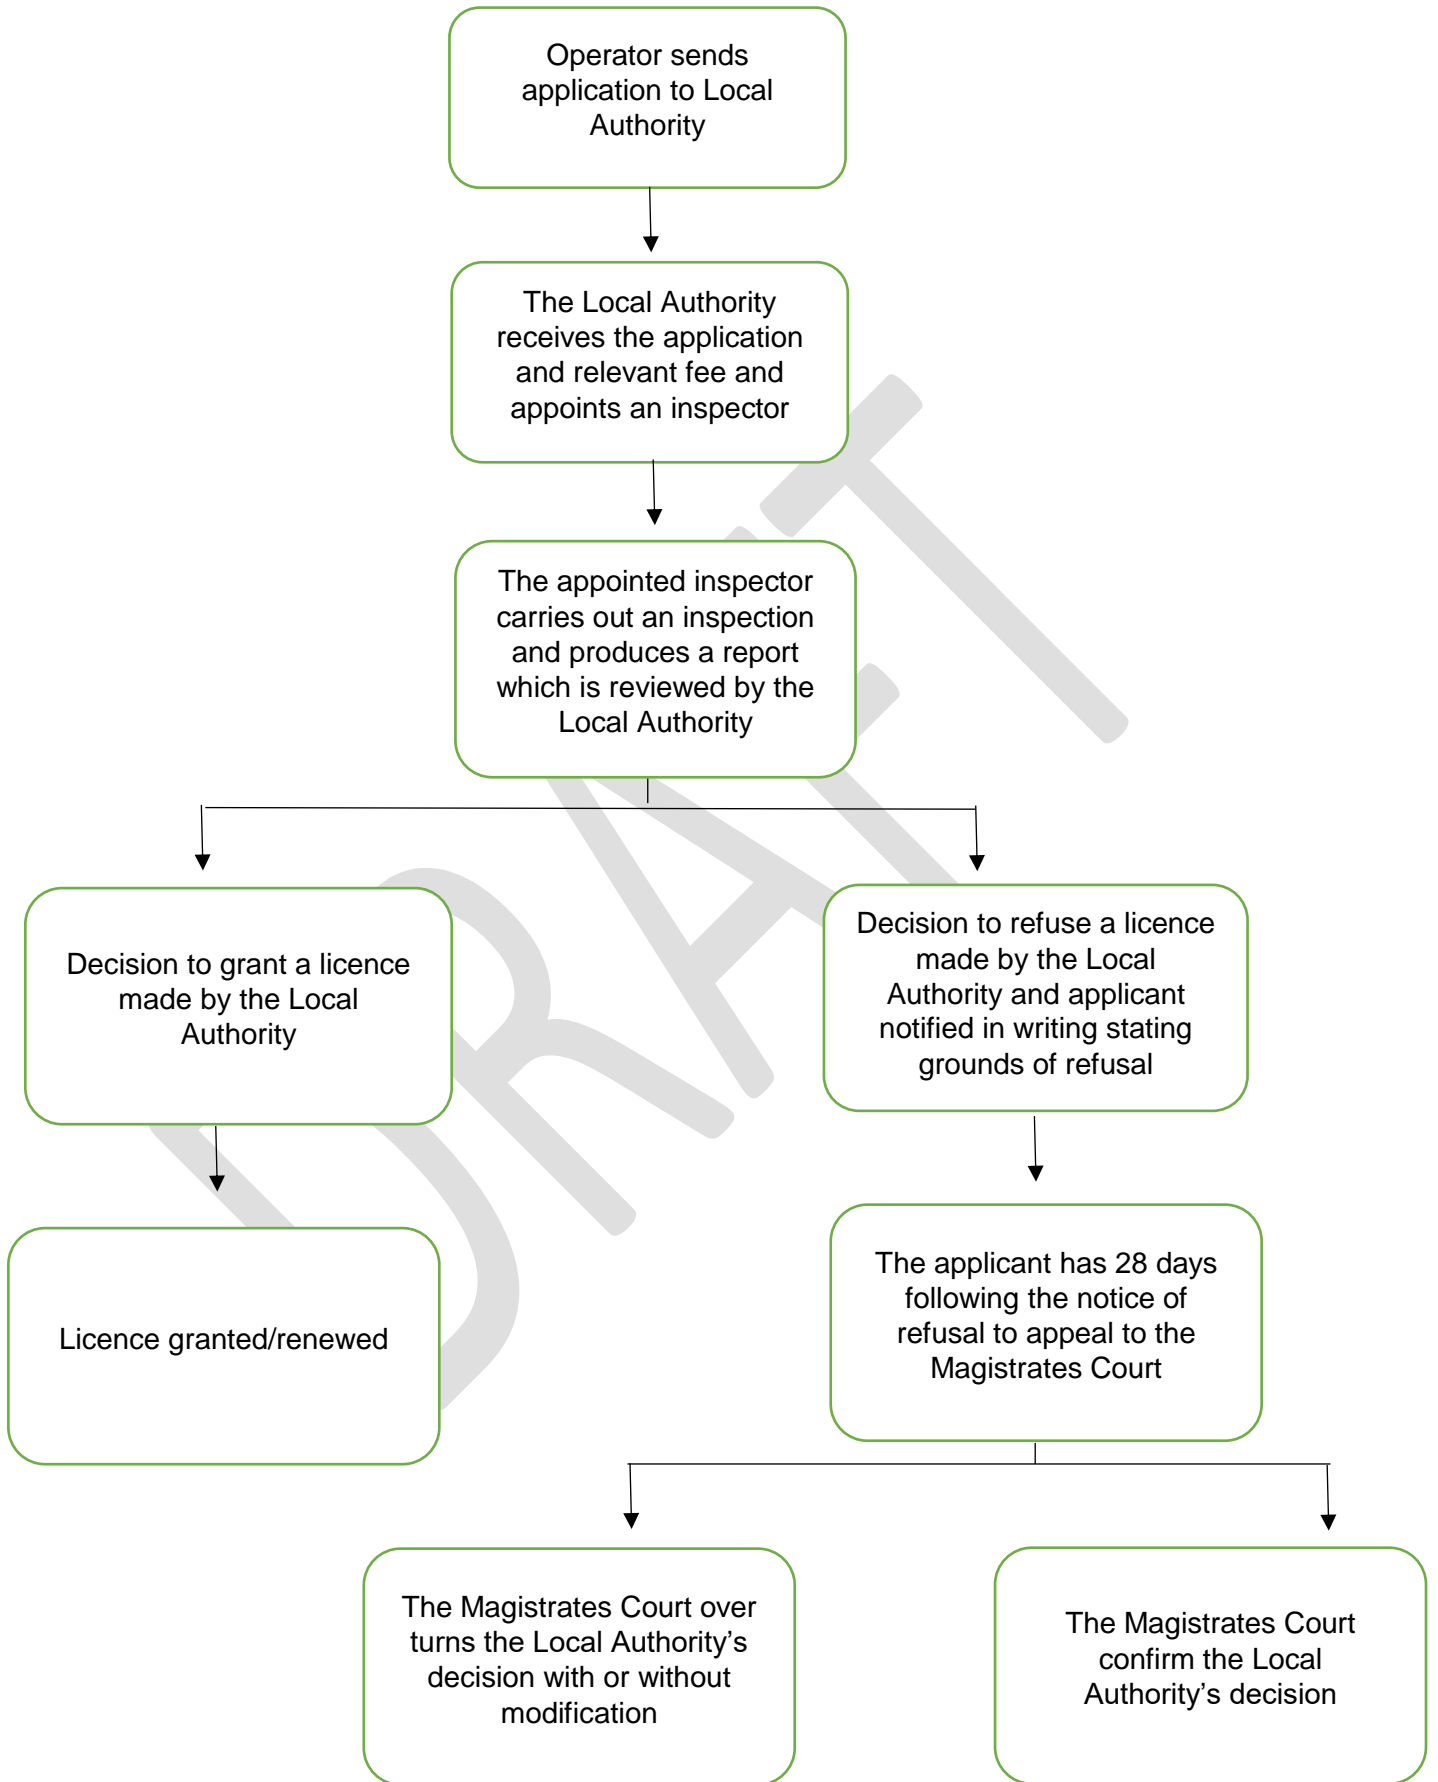 Operator sends
application to Local
Authority
The Local Authority
receives the application
and relevant fee and
appoints an inspector
The appointed inspector
carries out an inspection
and produces a report
which is reviewed by the
Local Authority
Decision to grant a licence
made by the Local
Authority
Decision to refuse a licence
made by the Local
Authority and applicant
notified in writing stating
grounds of refusal
Licence granted/renewed
The applicant has 28 days
following the notice of
refusal to appeal to the
Magistrates Court
The Magistrates Court over
turns the Local Authority’s
decision with or without
modification
The Magistrates Court
confirm the Local
Authority’s decision
DRAFT